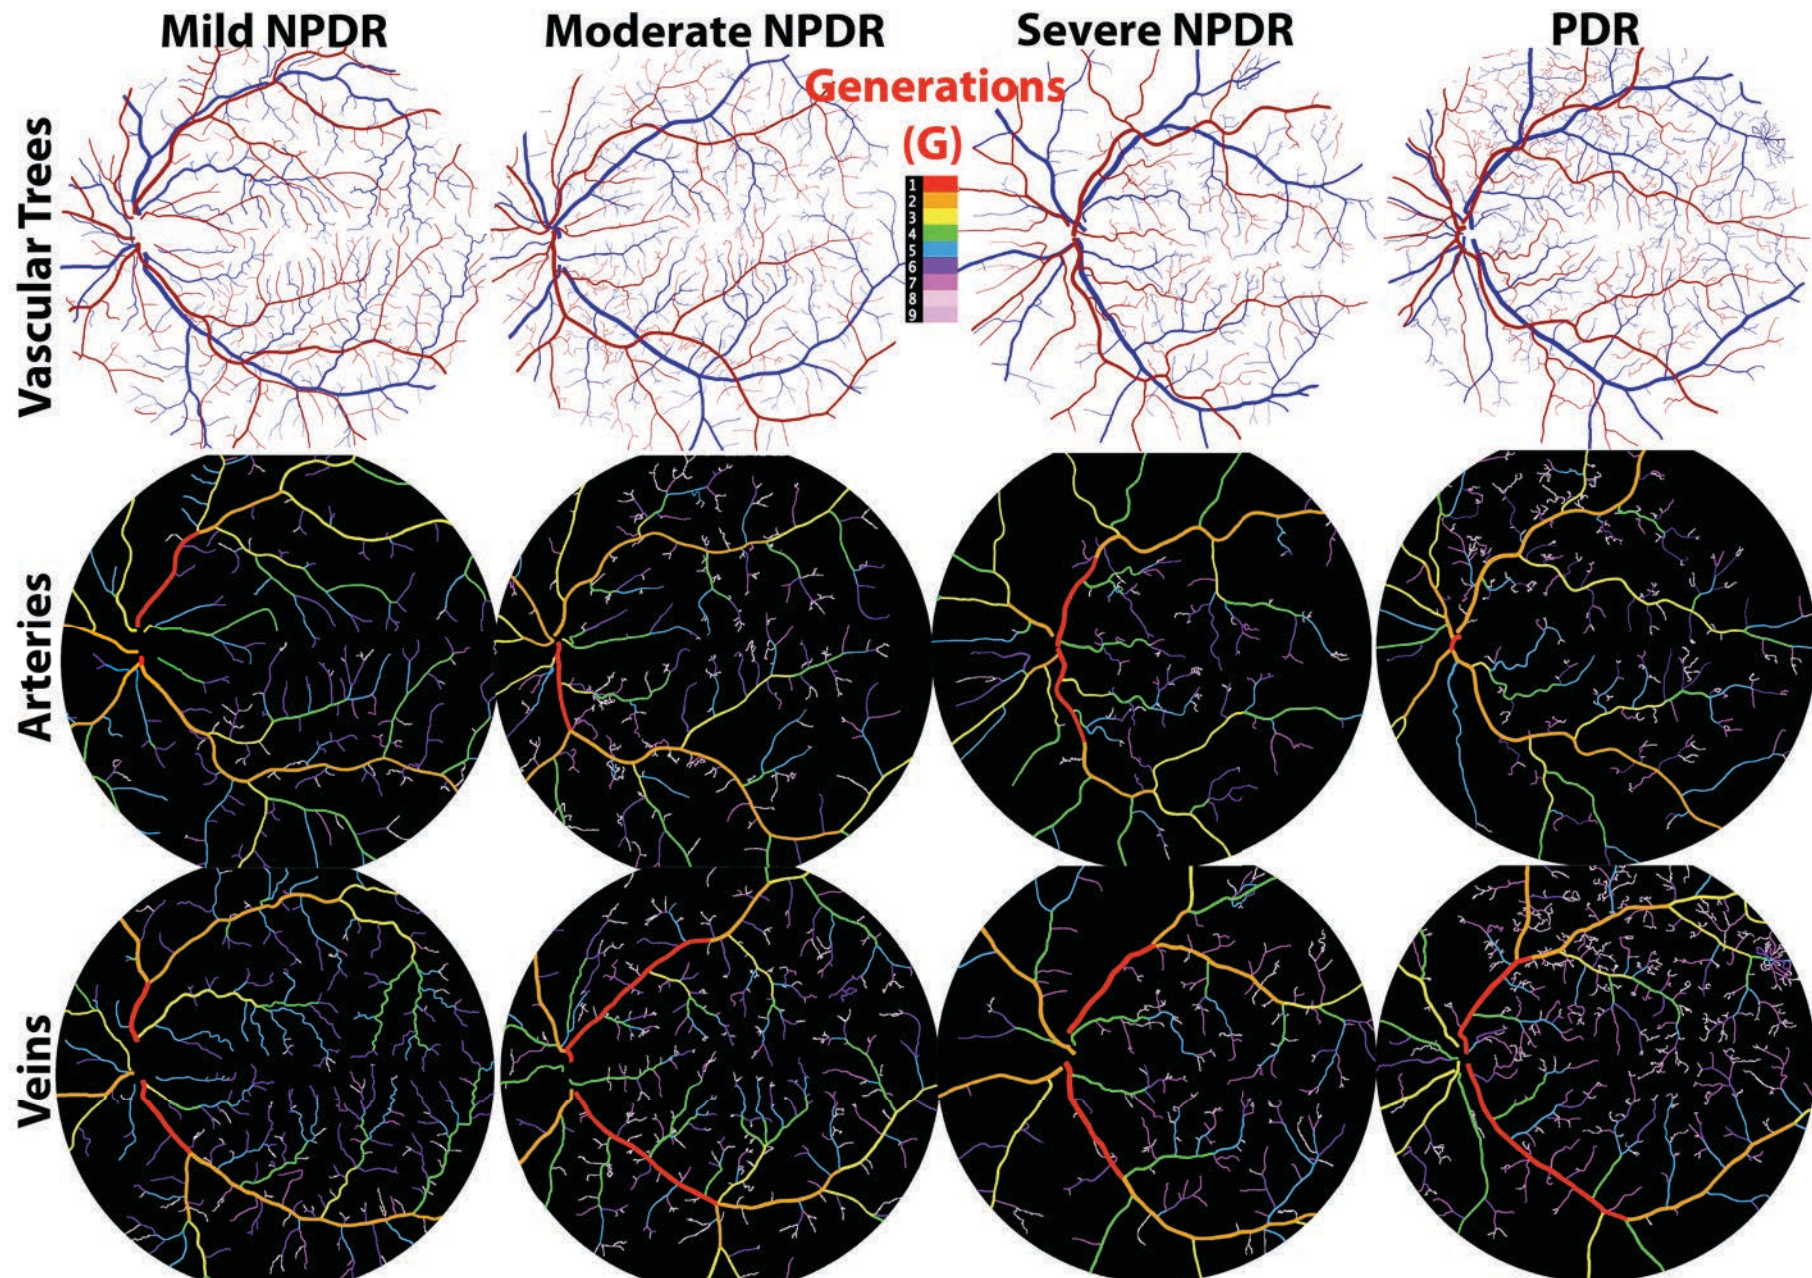 Mild NPDR
Moderate NPDR
Severe NPDR
PDR
Generations
(G)
1
2
3
4
5
6
7
8
9
Vascular Trees
Arteries
Veins